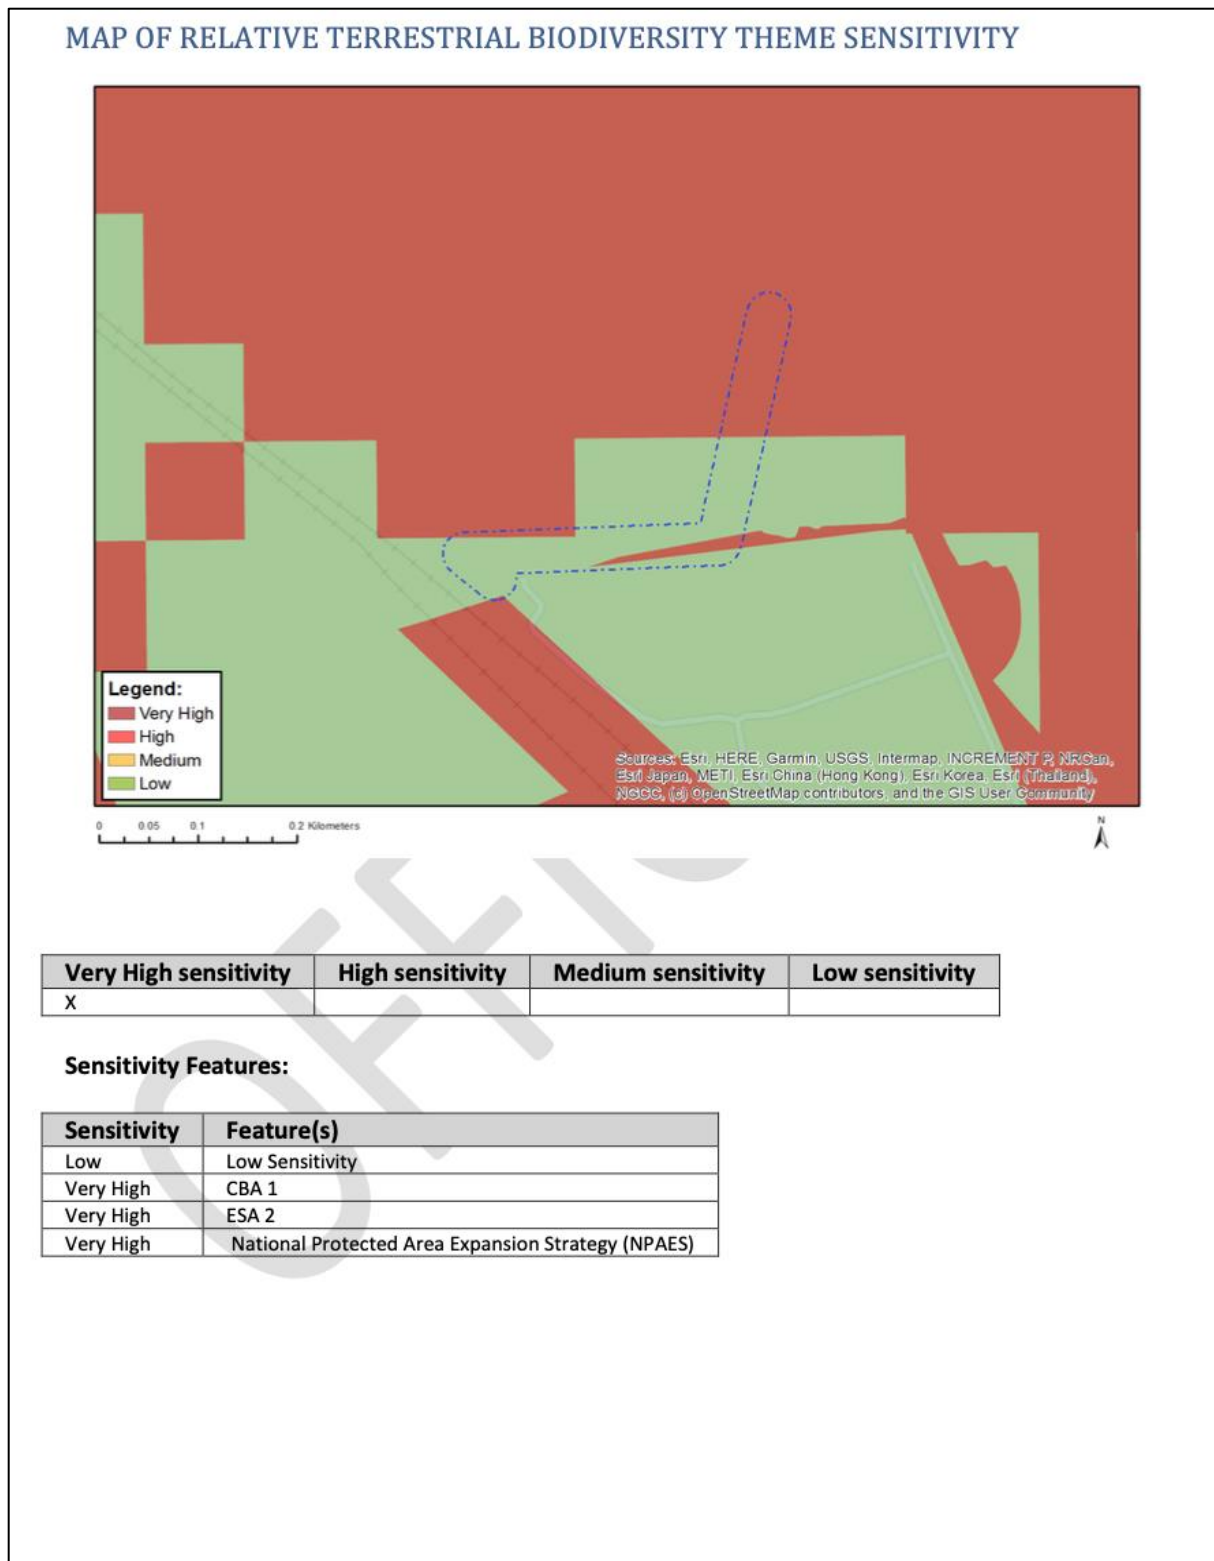 MAP OF RELATIVE TERRESTRIAL BIODIVERSITY THEME SENSITIVITY
Legend:
Very High
High
Medium
Low
Sources: Esri, HERE, Garmin, USGS, Intermap, INCREMENT P, NRCan,
Esri Japan, METI, Esri China (Hong Kong), Esri Korea, Esri (Thailand),
NGCC, (c) OpenStreetMap contributors, and the GIS User Community
0 0.05 0.1 0.2 Kilometers
N
Very High sensitivity High sensitivity Medium sensitivity Low sensitivity
X
Sensitivity Features:
Sensitivity Feature(s)
Low Low Sensitivity
Very High CBA 1
Very High ESA 2
Very High National Protected Area Expansion Strategy (NPAES)